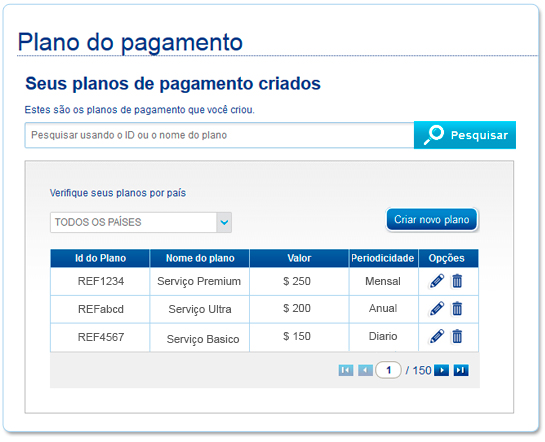 Plano do pagamento
Seus planos de pagamento criados
Estes são os planos de pagamento que você criou.
Pesquisar usando o ID ou o nome do plano Pesquisar
Verifique seus planos por país
TODOS OS PAÍSES Criar novo plano
Id do Plano Nome do plano Valor Periodicidade Opções
REF1234 Serviço Premium $ 250 Mensal
REFabcd Serviço Ultra $ 200 Anual
REF4567 Serviço Basico $ 150 Diario
1 / 150